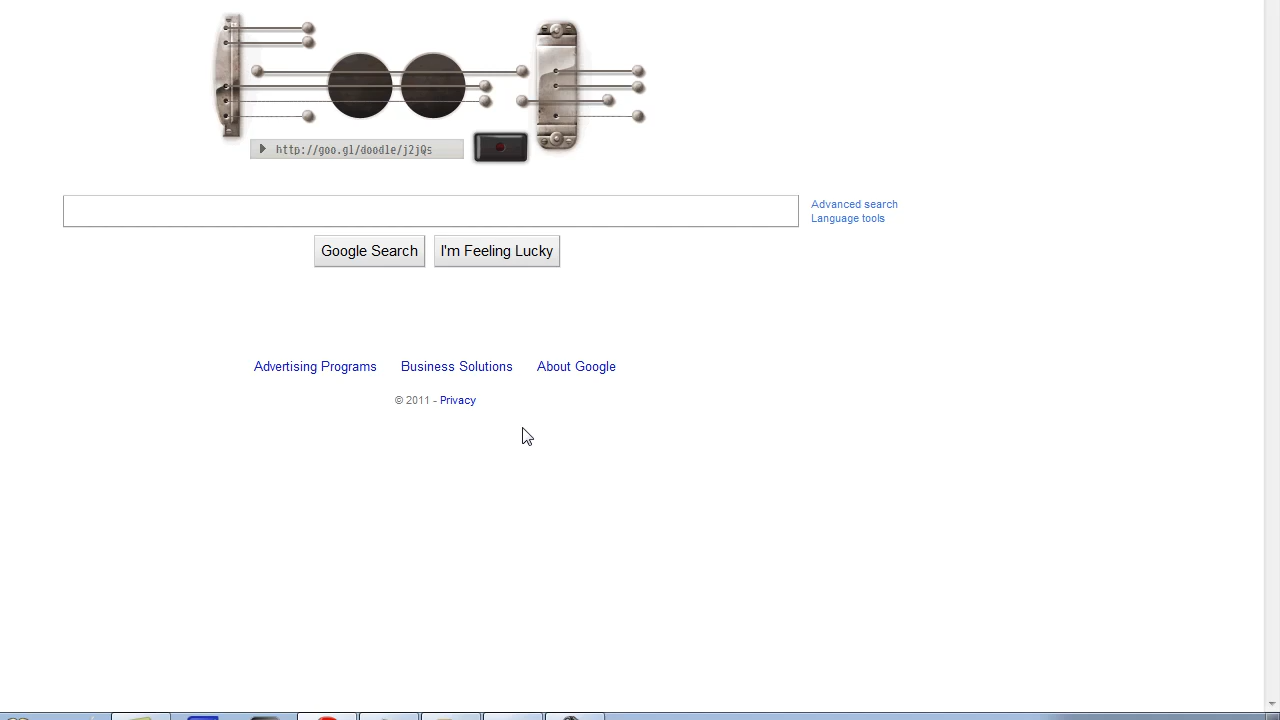 http://goo.gl/doodle/j2jQs
Advanced search
Language tools
Google Search I'm Feeling Lucky
Advertising Programs Business Solutions About Google
© 2011 - Privacy